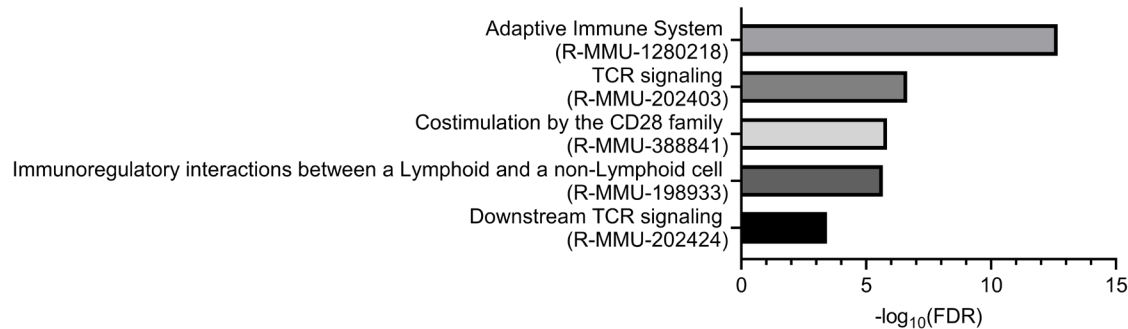 Adaptive Immune System
(R-MMU-1280218)
TCR signaling
(R-MMU-202403)
Costimulation by the CD28 family
(R-MMU-388841)
Immunoregulatory interactions between a Lymphoid and a non-Lymphoid cell
(R-MMU-198933)
Downstream TCR signaling
(R-MMU-202424)
0 5 10 15
-log10(FDR)